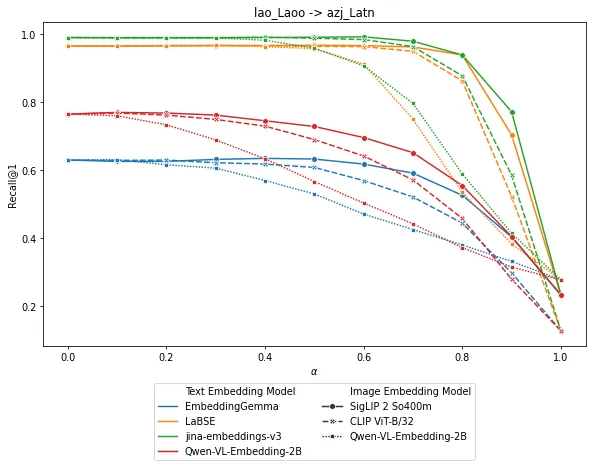 lao_Laoo -> azj_Latn
Recall@1
1.0
0.8
0.6
0.4
0.2
0.0 0.2 0.4 0.6 0.8 1.0
α
Text Embedding Model Image Embedding Model
EmbeddingGemma SigLIP 2 So400m
LaBSE CLIP ViT-B/32
jina-embeddings-v3 Qwen-VL-Embedding-2B
Qwen-VL-Embedding-2B